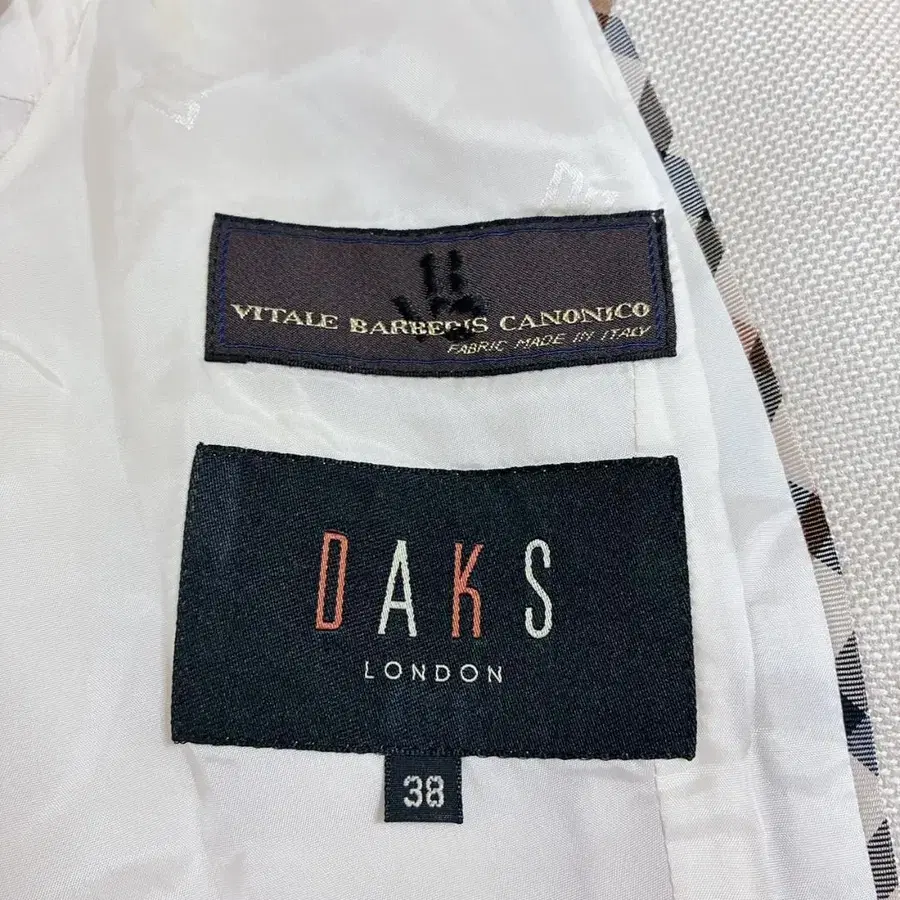 VITALE BARBERIS CANONICO
FABRIC MADE IN ITALY
DAKS
LONDON
38